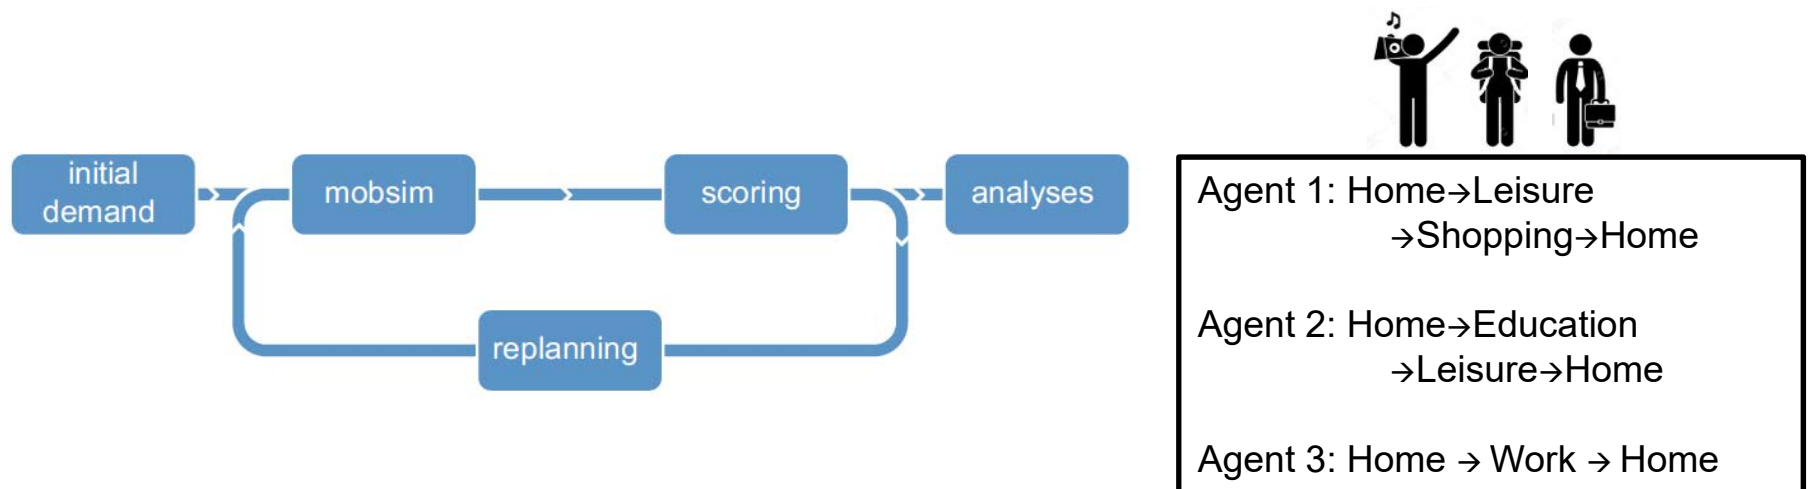 initial
demand
mobsim
scoring
analyses
replanning
Agent 1: Home→Leisure
→Shopping→Home
Agent 2: Home→Education
→Leisure→Home
Agent 3: Home → Work → Home